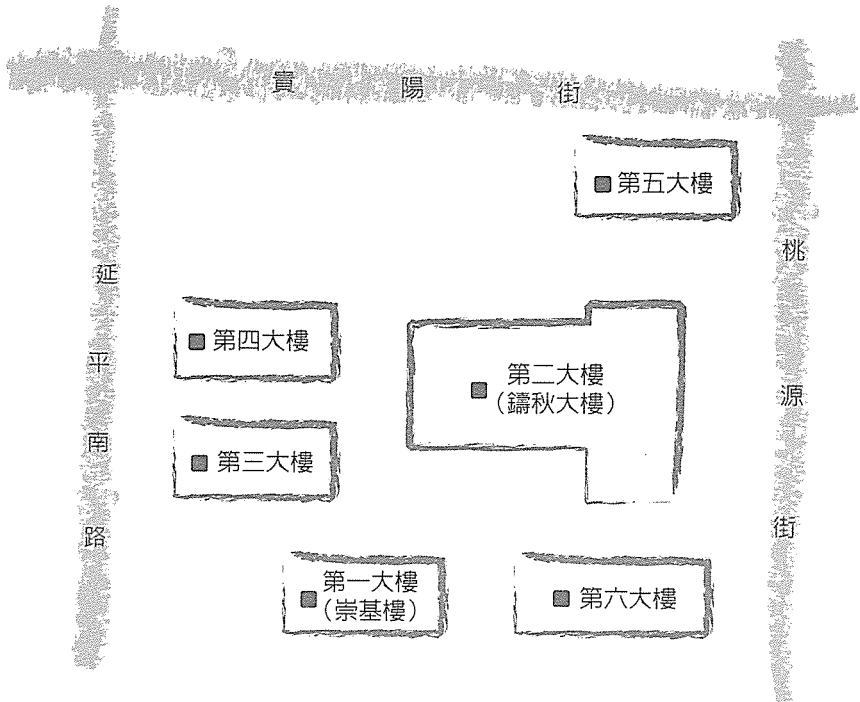 貴陽街
第五大樓
延平南路
桃源街
第四大樓
第二大樓
(鑄秋大樓)
第三大樓
第一大樓
(崇基樓)
第六大樓